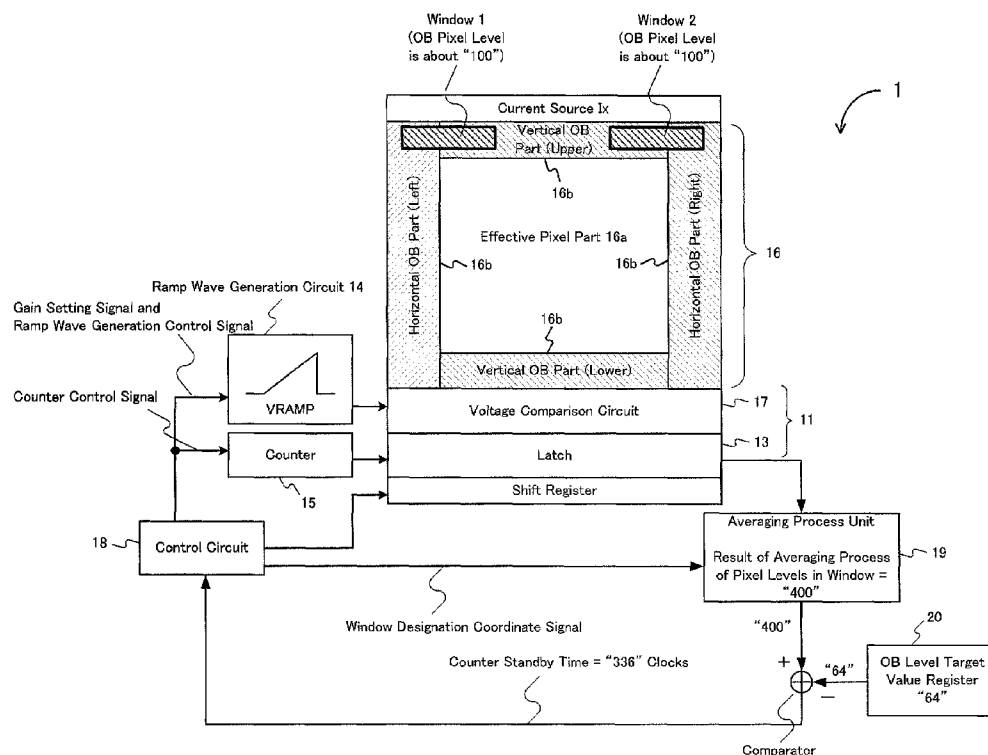 Window 1
(OB Pixel Level
is about “100”)
Window 2
(OB Pixel Level
is about “100”)
1
Current Source Ix
Vertical OB
Part (Upper)
16b
Horizontal OB Part (Left)
Horizontal OB Part (Right)
Effective Pixel Part 16a
16b
16b
16
16b
Vertical OB Part (Lower)
Ramp Wave Generation Circuit 14
Gain Setting Signal and
Ramp Wave Generation Control Signal
VRAMP
Counter Control Signal
Counter
15
Voltage Comparison Circuit
17
11
Latch
13
Shift Register
18
Control Circuit
Averaging Process Unit
Result of Averaging Process
of Pixel Levels in Window =
“400”
19
Window Designation Coordinate Signal
“400”
20
Counter Standby Time = “336” Clocks
+
“64”
−
OB Level Target
Value Register
“64”
Comparator